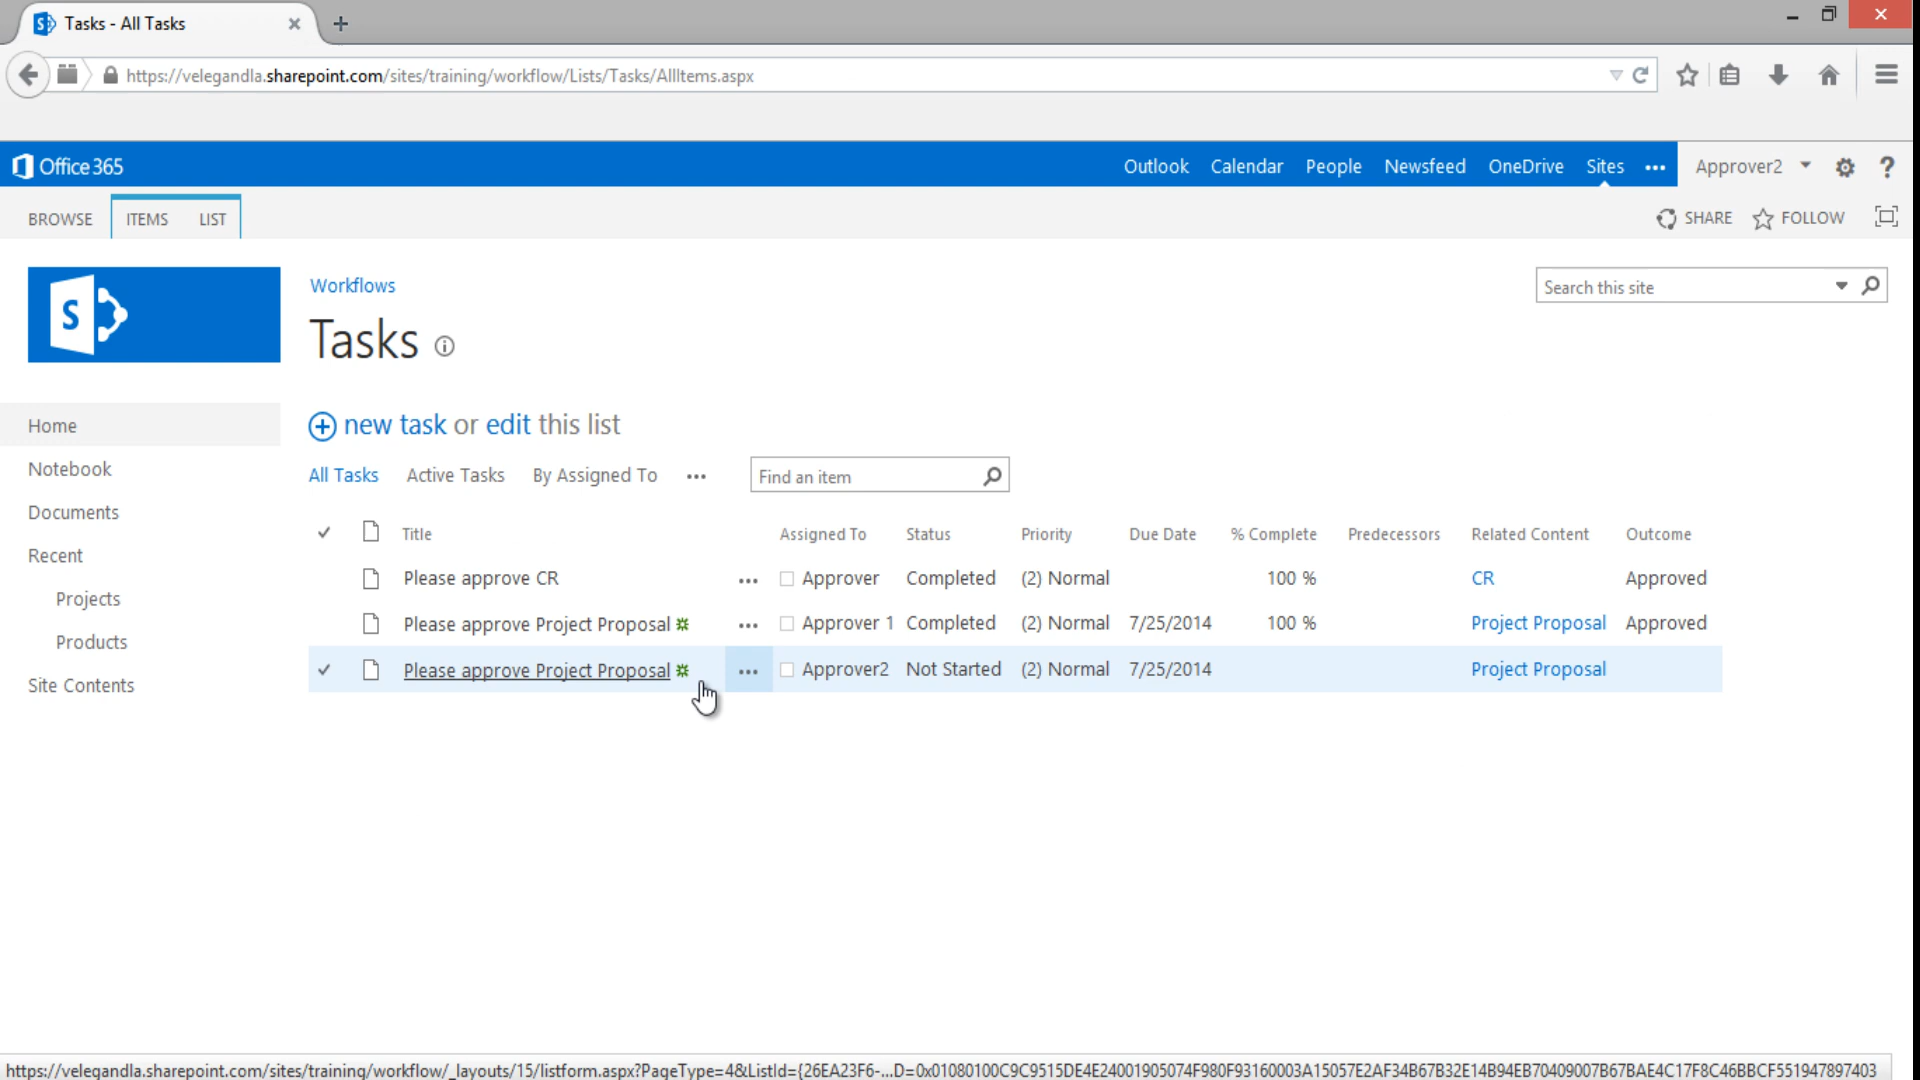 Tasks - All Tasks
https://velegandla.sharepoint.com/sites/training/workflow/Lists/Tasks/AllItems.aspx
Office 365
Outlook Calendar People Newsfeed OneDrive Sites ... Approver2 ?
BROWSE ITEMS LIST SHARE FOLLOW
S
Workflows
Search this site
Tasks
Home
new task or edit this list
Notebook
All Tasks Active Tasks By Assigned To ... Find an item
Documents
Title Assigned To Status Priority Due Date % Complete Predecessors Related Content Outcome
Recent
Please approve CR ... Approver Completed (2) Normal 100 % CR Approved
Projects
Please approve Project Proposal ... Approver 1 Completed (2) Normal 7/25/2014 100 % Project Proposal Approved
Products
Please approve Project Proposal ... Approver2 Not Started (2) Normal 7/25/2014 Project Proposal
Site Contents
https://velegandla.sharepoint.com/sites/training/workflow/_layouts/15/listform.aspx?PageType=4&ListId={26EA23F6-...D=0x01080100C9C9515DE4E24001905074F980F93160003A15057E2AF34B67B32E14B94EB70409007B67BAE4C17F8C46BBCF551947897403